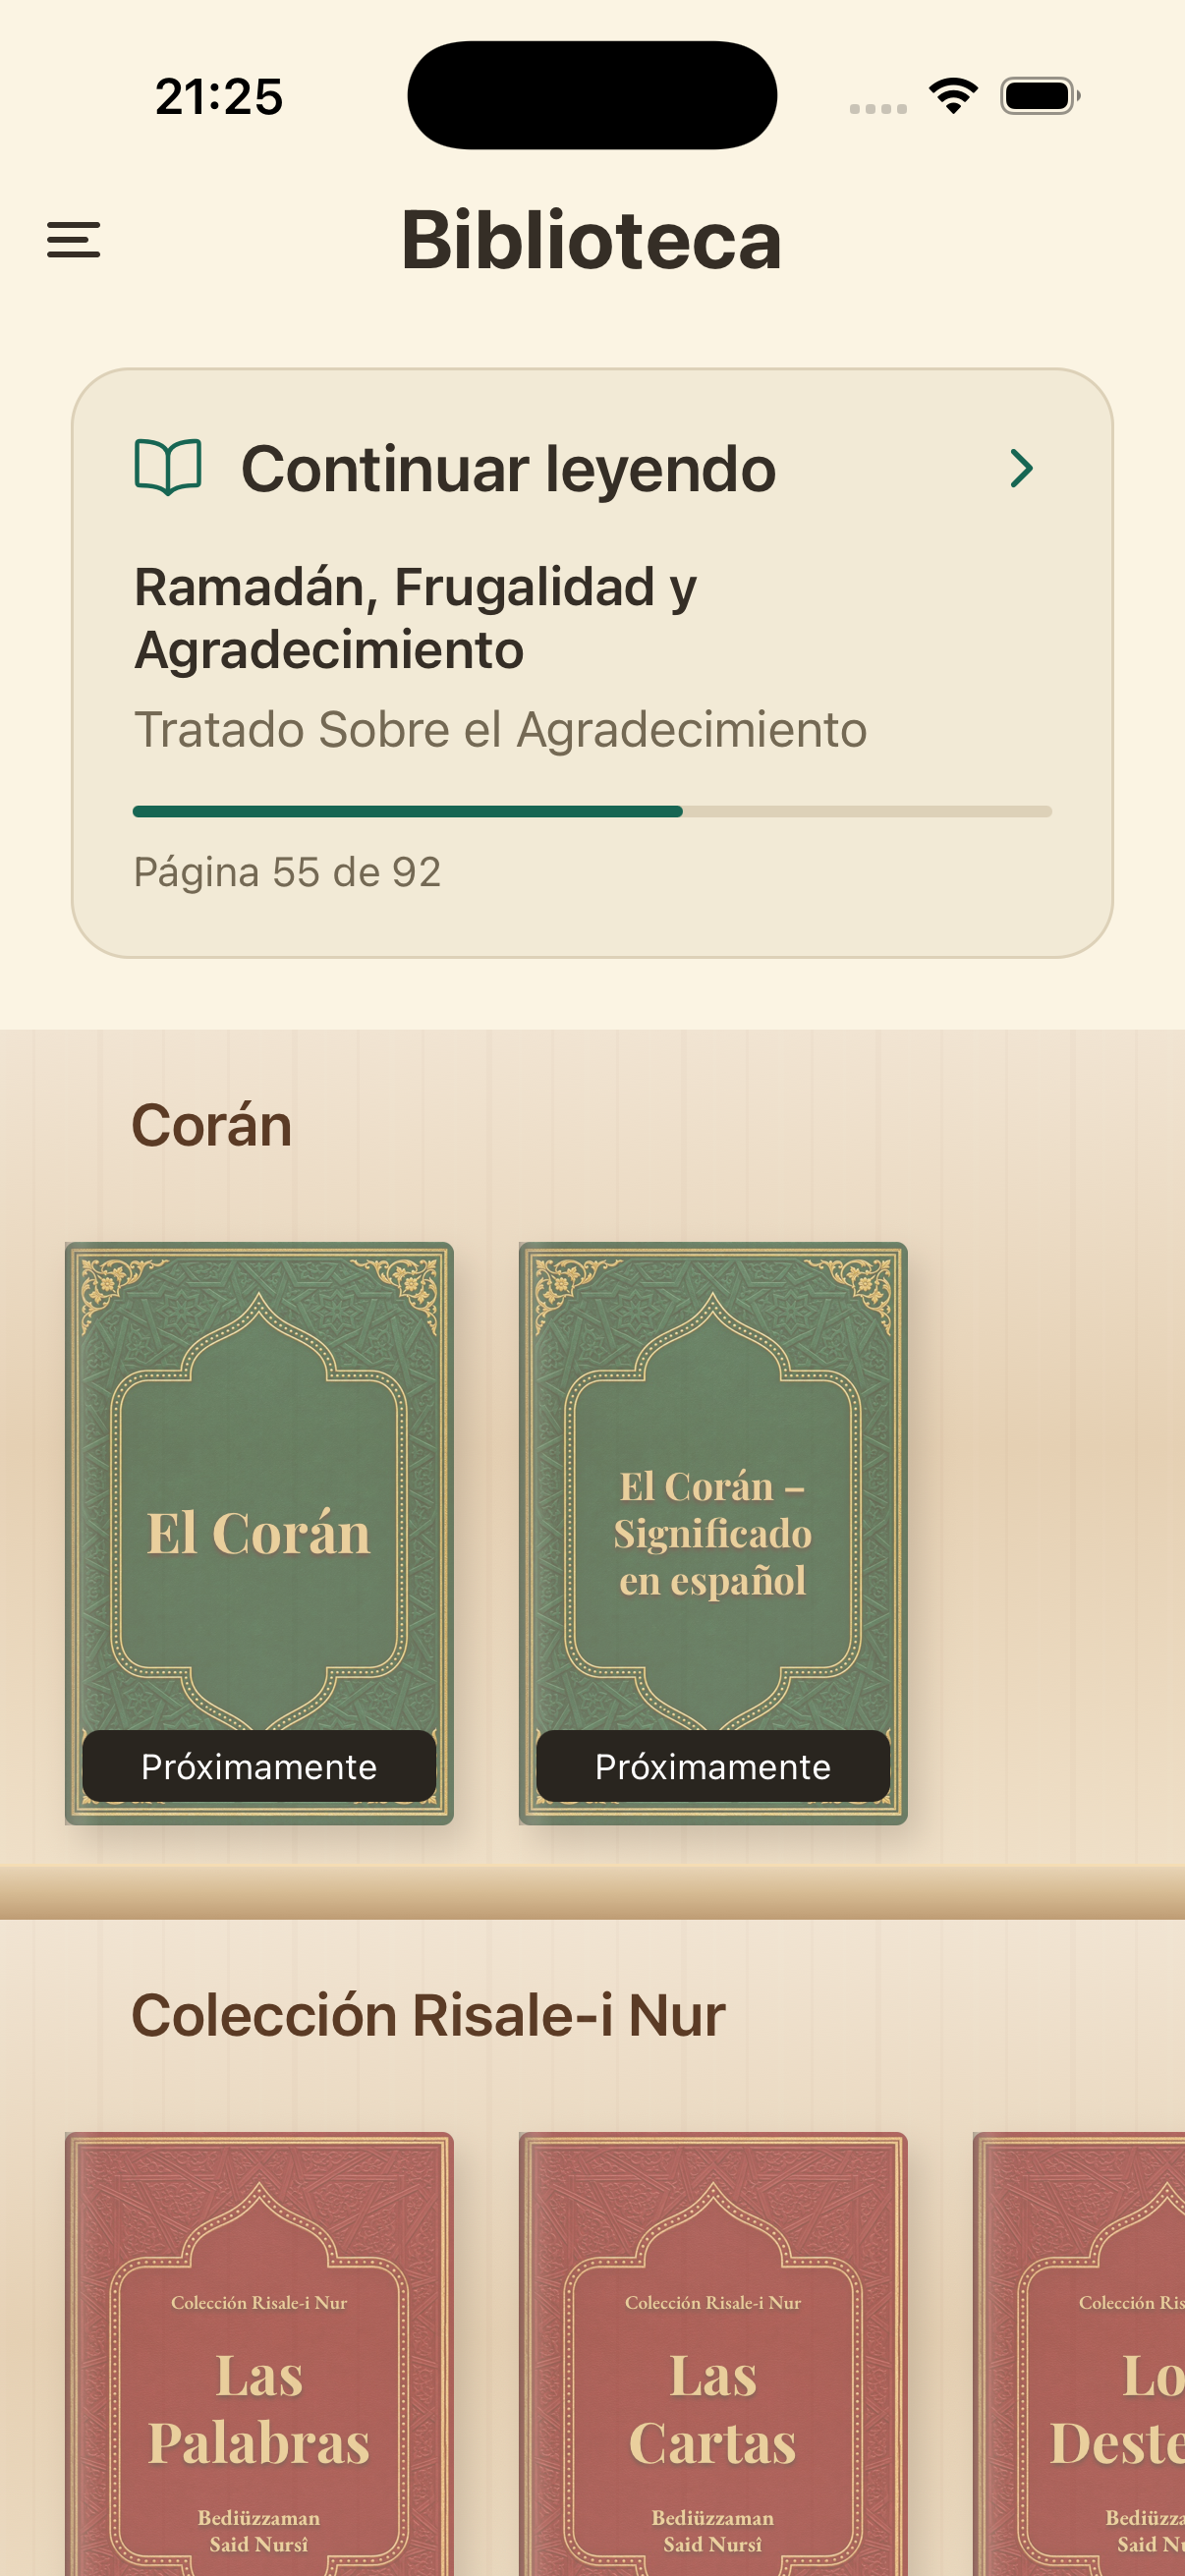 21:25
Biblioteca
Continuar leyendo
Ramadán, Frugalidad y
Agradecimiento
Tratado Sobre el Agradecimiento
Página 55 de 92
Corán
El Corán
Próximamente
El Corán –
Significado
en español
Próximamente
Colección Risale-i Nur
Colección Risale-i Nur
Las
Palabras
Bediüzzaman
Said Nursî
Colección Risale-i Nur
Las
Cartas
Bediüzzaman
Said Nursî
Colección